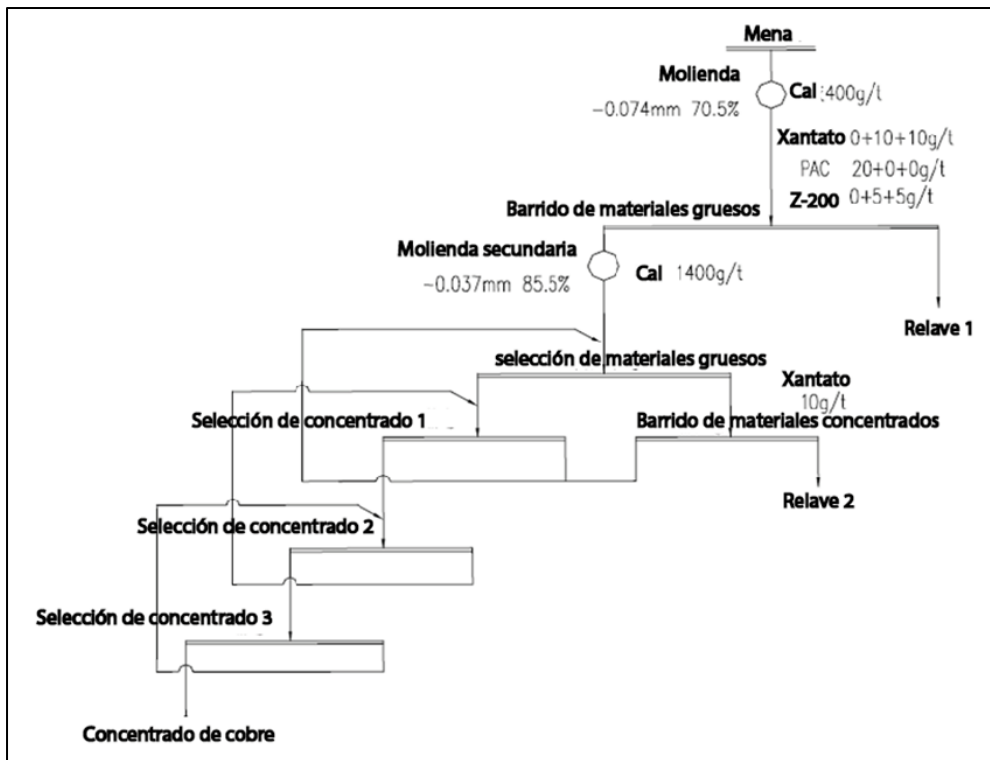 Mena
Molienda
-0.074mm 70.5%
Cal 400g/t
Xantato 0+10+10g/t
PAC 20+0+0g/t
Z-200 0+5+5g/t
Barrido de materiales gruesos
Molienda secundaria
-0.037mm 85.5%
Cal 1400g/t
Relave 1
selección de materiales gruesos
Xantato
10g/t
Selección de concentrado 1
Barrido de materiales concentrados
Relave 2
Selección de concentrado 2
Selección de concentrado 3
Concentrado de cobre